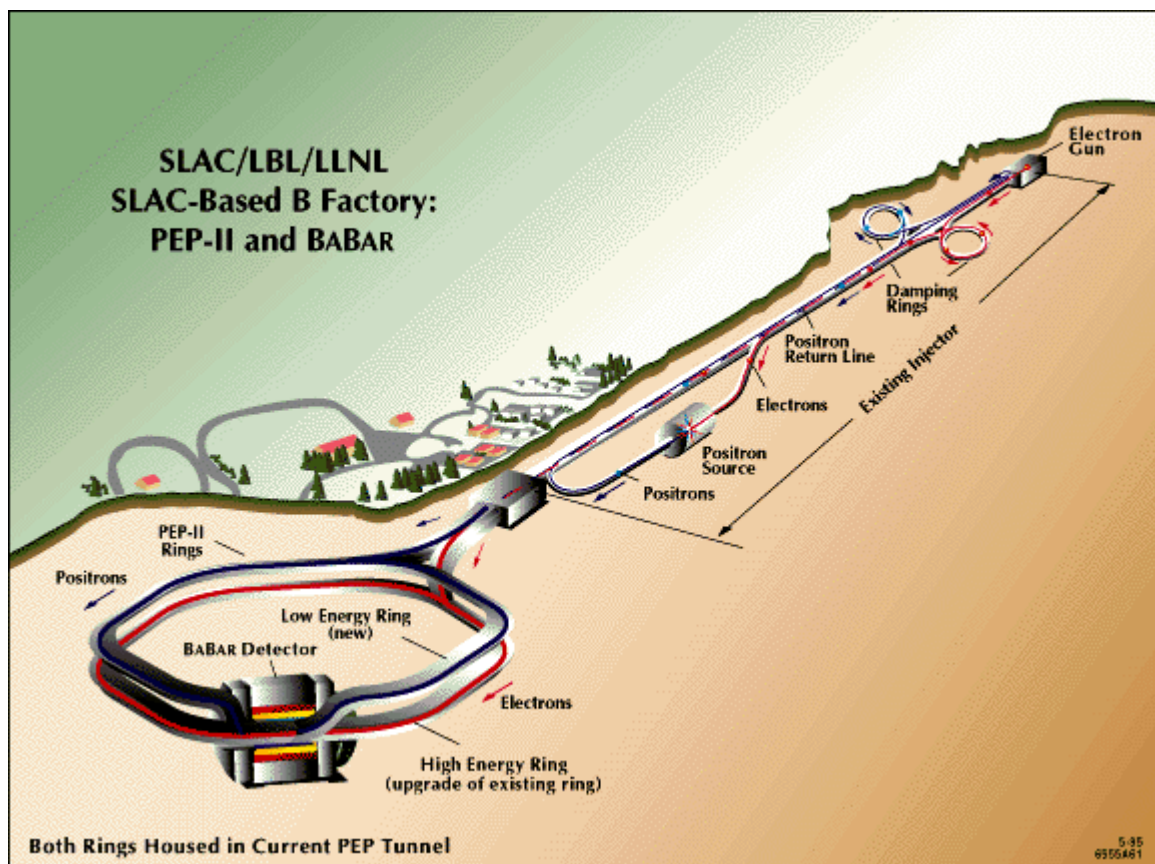 SLAC/LBL/LLNL
SLAC-Based B Factory:
PEP-II and BABAR
Electron
Gun
Damping
Rings
Positron
Return Line
Existing Injector
Electrons
Positron
Source
Positrons
PEP-II
Rings
Positrons
Low Energy Ring
(new)
BABAR Detector
Electrons
High Energy Ring
(upgrade of existing ring)
Both Rings Housed in Current PEP Tunnel
5-95
6555A61